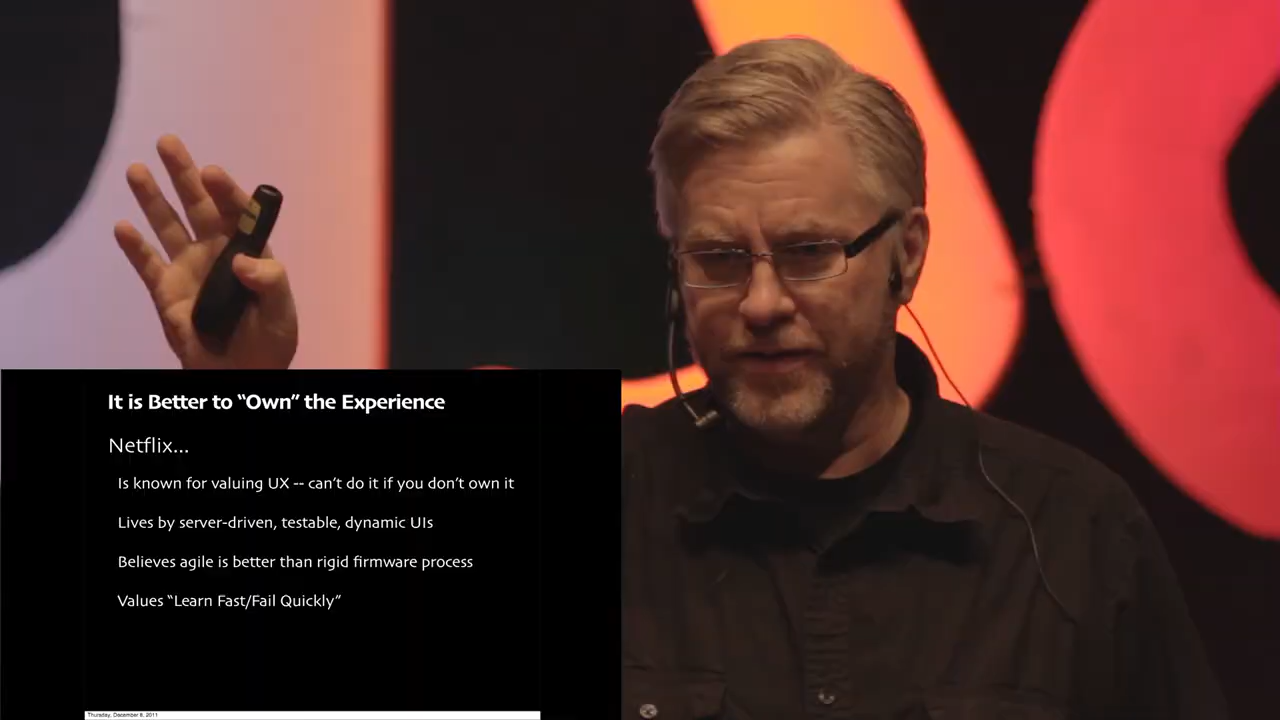 It is Better to “Own” the Experience
Netflix...
Is known for valuing UX -- can’t do it if you don’t own it
Lives by server-driven, testable, dynamic UIs
Believes agile is better than rigid firmware process
Values “Learn Fast/Fail Quickly”
Thursday, December 8, 2011